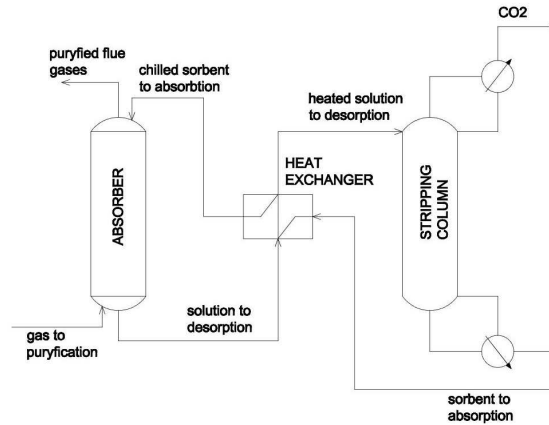 CO2
puryfied flue
gases
chilled sorbent
to absorbtion
heated solution
to desorption
HEAT
EXCHANGER
ABSORBER
STRIPPING
COLUMN
solution to
desorption
gas to
puryfication
sorbent to
absorption